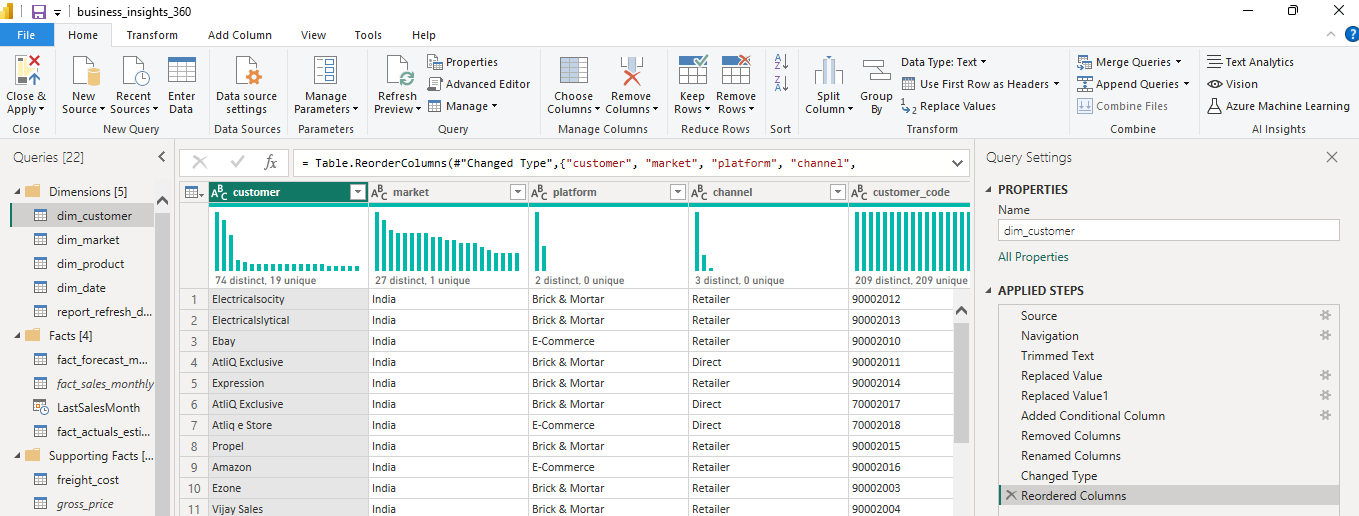 business_insights_360
File Home Transform Add Column View Tools Help
Close & Apply
New Source
Recent Sources
Enter Data
Data source settings
Manage Parameters
Refresh Preview
Properties
Advanced Editor
Manage
Choose Columns
Remove Columns
Keep Rows
Remove Rows
A Z
Z A
Split Column
Group By
Data Type: Text
Use First Row as Headers
1 2 Replace Values
Merge Queries
Append Queries
Combine Files
Text Analytics
Vision
Azure Machine Learning
Close New Query Data Sources Parameters Query Manage Columns Reduce Rows Sort Transform Combine AI Insights
Queries [22]
Dimensions [5]
dim_customer
dim_market
dim_product
dim_date
report_refresh_d...
Facts [4]
fact_forecast_m...
fact_sales_monthly
LastSalesMonth
fact_actuals_esti...
Supporting Facts [...
freight_cost
gross_price
fx = Table.ReorderColumns(#"Changed Type",{"customer", "market", "platform", "channel",
ABC customer ABC market ABC platform ABC channel ABC customer_code
74 distinct, 19 unique 27 distinct, 1 unique 2 distinct, 0 unique 3 distinct, 0 unique 209 distinct, 209 unique
1 Electricalsocity India Brick & Mortar Retailer 90002012
2 Electricalslytical India Brick & Mortar Retailer 90002013
3 Ebay India E-Commerce Retailer 90002010
4 AtliQ Exclusive India Brick & Mortar Direct 90002011
5 Expression India Brick & Mortar Retailer 90002014
6 AtliQ Exclusive India Brick & Mortar Direct 70002017
7 Atliq e Store India E-Commerce Direct 70002018
8 Propel India Brick & Mortar Retailer 90002015
9 Amazon India E-Commerce Retailer 90002016
10 Ezone India Brick & Mortar Retailer 90002003
11 Vijay Sales India Brick & Mortar Retailer 90002004
Query Settings
PROPERTIES
Name
dim_customer
All Properties
APPLIED STEPS
Source
Navigation
Trimmed Text
Replaced Value
Replaced Value1
Added Conditional Column
Removed Columns
Renamed Columns
Changed Type
Reordered Columns